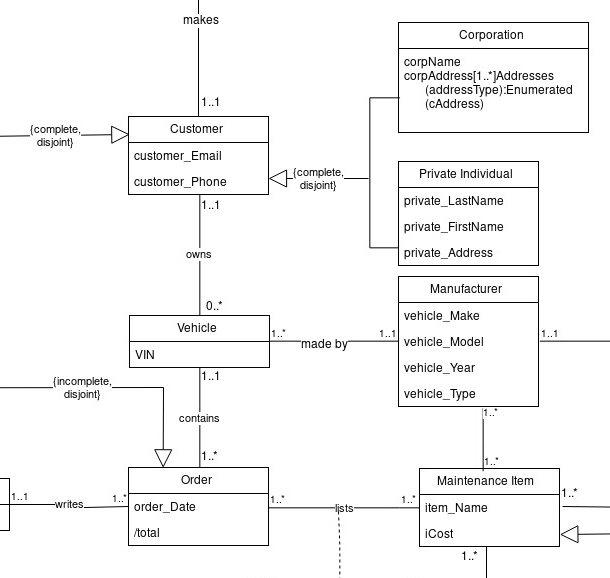 makes
1..1
Corporation
corpName
corpAddress[1..*]Addresses
(addressType):Enumerated
(cAddress)
{complete,
disjoint}
Customer
customer_Email
customer_Phone
{complete,
disjoint}
Private Individual
private_LastName
private_FirstName
private_Address
1..1
owns
0..*
Manufacturer
vehicle_Make
vehicle_Model
vehicle_Year
vehicle_Type
Vehicle
VIN
1..*
made by
1..1
1..1
1..1
{incomplete,
disjoint}
contains
1..*
1..*
1..*
Order
order_Date
/total
Maintenance Item
item_Name
iCost
1..1
writes
1..*
1..*
lists
1..*
1..*
1..*